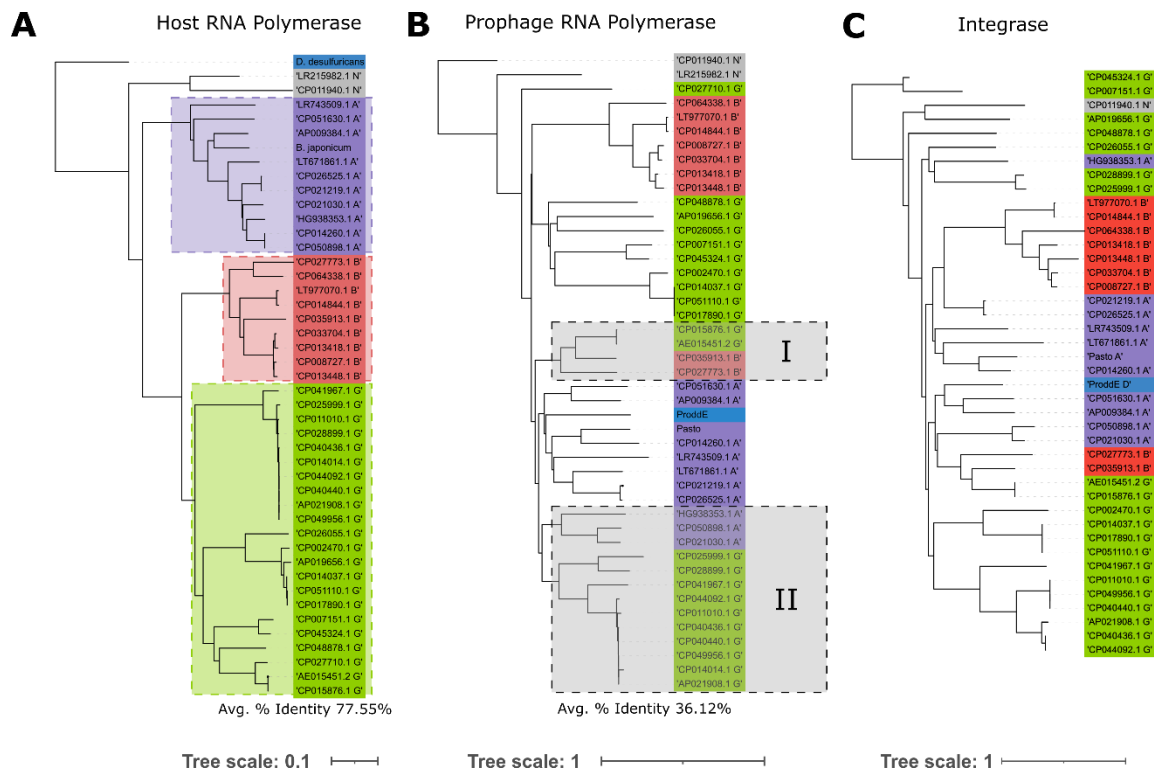 A
Host RNA Polymerase
D. desulfuricans
'LR215982.1 N'
'CP011940.1 N'
'LR743509.1 A'
'CP051630.1 A'
'AP009384.1 A'
B. japonicum
'LT671861.1 A'
'CP026525.1 A'
'CP021219.1 A'
'CP021030.1 A'
'HG938353.1 A'
'CP014260.1 A'
'CP050898.1 A'
'CP027773.1 B'
'CP064338.1 B'
'LT977070.1 B'
'CP014844.1 B'
'CP035913.1 B'
'CP033704.1 B'
'CP013418.1 B'
'CP008727.1 B'
'CP013448.1 B'
'CP041967.1 G'
'CP025999.1 G'
'CP011010.1 G'
'CP028899.1 G'
'CP040436.1 G'
'CP014014.1 G'
'CP044092.1 G'
'CP040440.1 G'
'AP021908.1 G'
'CP049956.1 G'
'CP026055.1 G'
'CP002470.1 G'
'AP019656.1 G'
'CP014037.1 G'
'CP051110.1 G'
'CP017890.1 G'
'CP007151.1 G'
'CP045324.1 G'
'CP048878.1 G'
'CP027710.1 G'
'AE015451.2 G'
'CP015876.1 G'
Avg. % Identity 77.55%
Tree scale: 0.1
B
Prophage RNA Polymerase
'CP011940.1 N'
'LR215982.1 N'
'CP027710.1 G'
'CP064338.1 B'
'LT977070.1 B'
'CP014844.1 B'
'CP008727.1 B'
'CP033704.1 B'
'CP013418.1 B'
'CP013448.1 B'
'CP048878.1 G'
'AP019656.1 G'
'CP026055.1 G'
'CP007151.1 G'
'CP045324.1 G'
'CP002470.1 G'
'CP014037.1 G'
'CP051110.1 G'
'CP017890.1 G'
'CP015876.1 G'
'AE015451.2 G'
'CP035913.1 B'
'CP027773.1 B'
I
'CP051630.1 A'
'AP009384.1 A'
ProddE
Pasto
'CP014260.1 A'
'LR743509.1 A'
'LT671861.1 A'
'CP021219.1 A'
'CP026525.1 A'
'HG938353.1 A'
'CP050898.1 A'
'CP021030.1 A'
'CP025999.1 G'
'CP028899.1 G'
'CP041967.1 G'
'CP044092.1 G'
'CP011010.1 G'
'CP040436.1 G'
'CP040440.1 G'
'CP049956.1 G'
'CP014014.1 G'
'AP021908.1 G'
II
Avg. % Identity 36.12%
Tree scale: 1
C
Integrase
'CP045324.1 G'
'CP007151.1 G'
'CP011940.1 N'
'AP019656.1 G'
'CP048878.1 G'
'CP026055.1 G'
'HG938353.1 A'
'CP028899.1 G'
'CP025999.1 G'
'LT977070.1 B'
'CP014844.1 B'
'CP064338.1 B'
'CP013418.1 B'
'CP013448.1 B'
'CP033704.1 B'
'CP008727.1 B'
'CP021219.1 A'
'CP026525.1 A'
'LR743509.1 A'
'LT671861.1 A'
'Pasto A'
'CP014260.1 A'
'ProddE D'
'CP051630.1 A'
'AP009384.1 A'
'CP050898.1 A'
'CP021030.1 A'
'CP027773.1 B'
'CP035913.1 B'
'AE015451.2 G'
'CP015876.1 G'
'CP002470.1 G'
'CP014037.1 G'
'CP017890.1 G'
'CP051110.1 G'
'CP041967.1 G'
'CP011010.1 G'
'CP049956.1 G'
'CP040440.1 G'
'AP021908.1 G'
'CP040436.1 G'
'CP044092.1 G'
Tree scale: 1